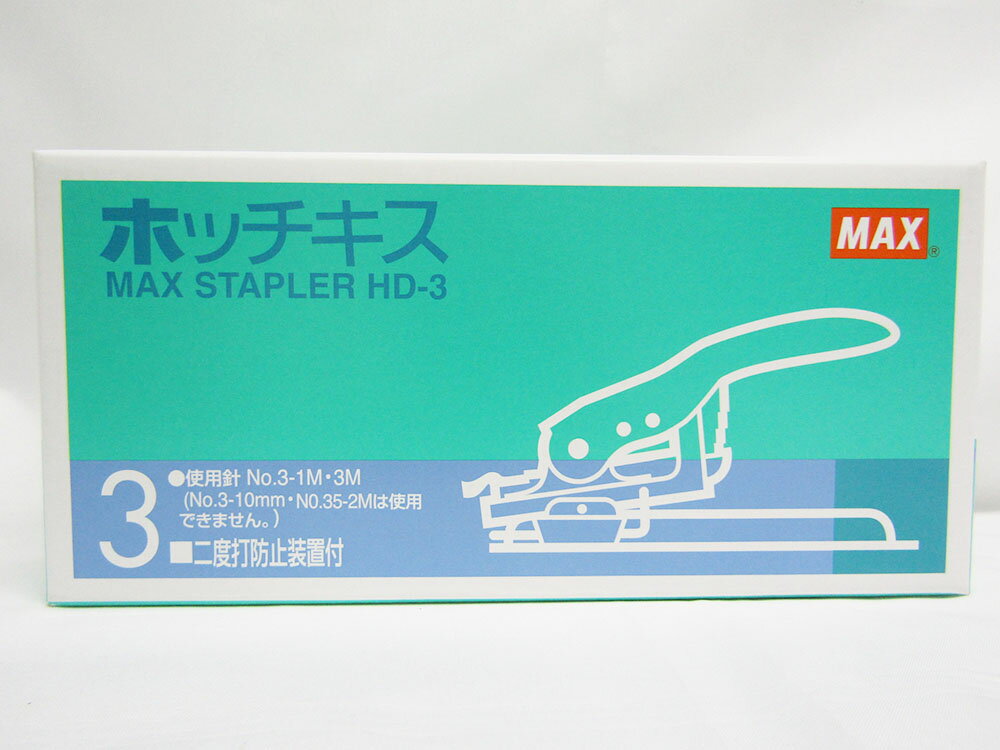 ホッチキス
MAX STAPLER HD-3
MAX®
3
●使用針 No.3-1M・3M
(No.3-10mm・NO.35-2Mは使用
できません。)
■二度打防止装置付